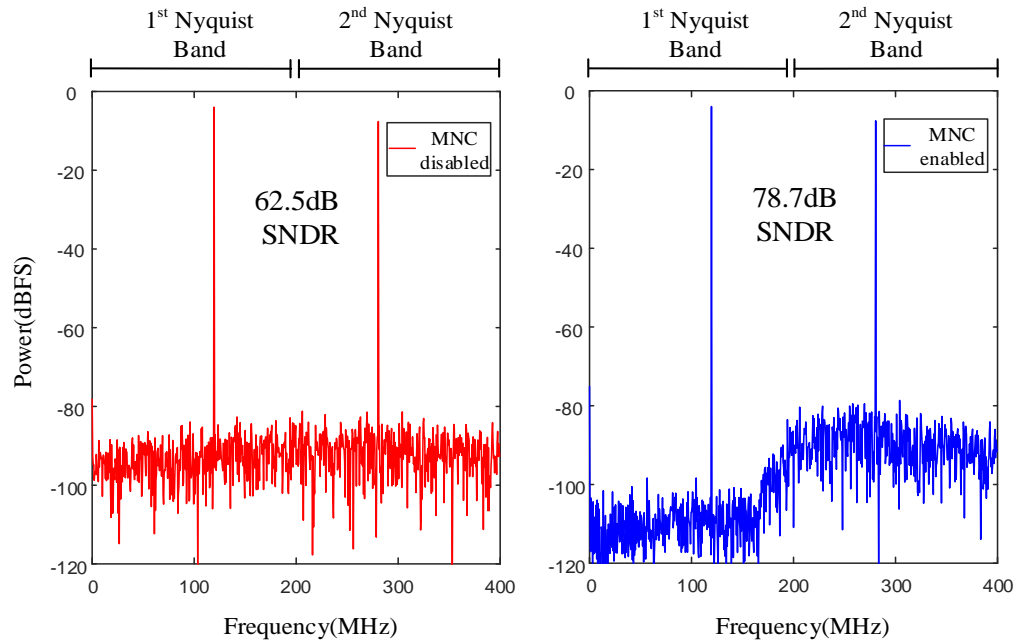 1st Nyquist
Band
2nd Nyquist
Band
1st Nyquist
Band
2nd Nyquist
Band
Power(dBFS)
0
-20
-40
-60
-80
-100
-120
MNC
disabled
62.5dB
SNDR
0
100
200
300
400
Frequency(MHz)
0
-20
-40
-60
-80
-100
-120
MNC
enabled
78.7dB
SNDR
0
100
200
300
400
Frequency(MHz)